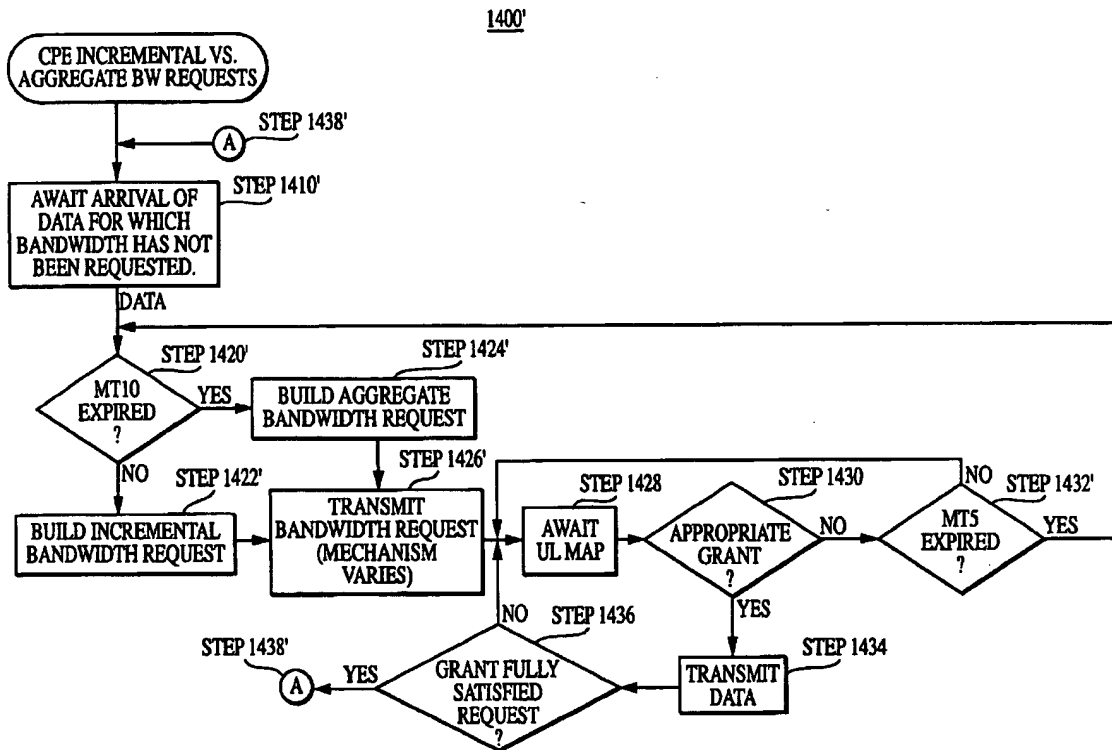 1400'
CPE INCREMENTAL VS.
AGGREGATE BW REQUESTS
A
STEP 1438'
AWAIT ARRIVAL OF
DATA FOR WHICH
BANDWIDTH HAS NOT
BEEN REQUESTED.
STEP 1410'
DATA
STEP 1420'
MT10
EXPIRED
?
YES
NO
STEP 1424'
BUILD AGGREGATE
BANDWIDTH REQUEST
STEP 1422'
BUILD INCREMENTAL
BANDWIDTH REQUEST
STEP 1426'
TRANSMIT
BANDWIDTH REQUEST
(MECHANISM
VARIES)
STEP 1428
AWAIT
UL MAP
STEP 1430
APPROPRIATE
GRANT
?
NO
YES
NO
STEP 1432'
MT5
EXPIRED
?
YES
STEP 1434
TRANSMIT
DATA
NO
STEP 1436
GRANT FULLY
SATISFIED
REQUEST
?
YES
STEP 1438'
A